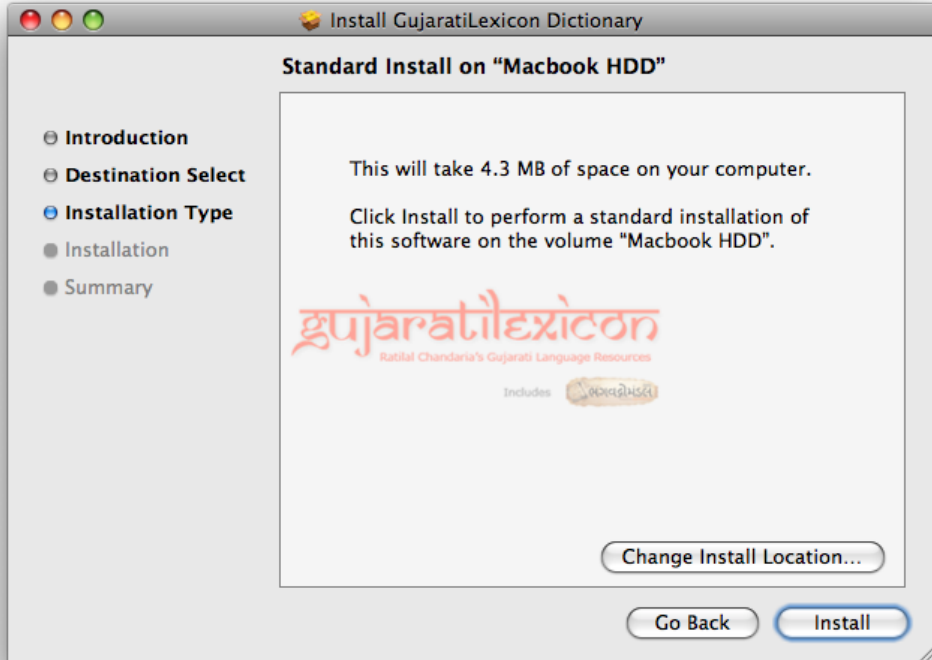 Install GujaratiLexicon Dictionary
Standard Install on “Macbook HDD”
Introduction
Destination Select
Installation Type
Installation
Summary
This will take 4.3 MB of space on your computer.
Click Install to perform a standard installation of
this software on the volume “Macbook HDD”.
gujaratilexicon
Ratilal Chandaria's Gujarati Language Resources
Includes ભગવદ્ગોમંડલ
Change Install Location...
Go Back
Install